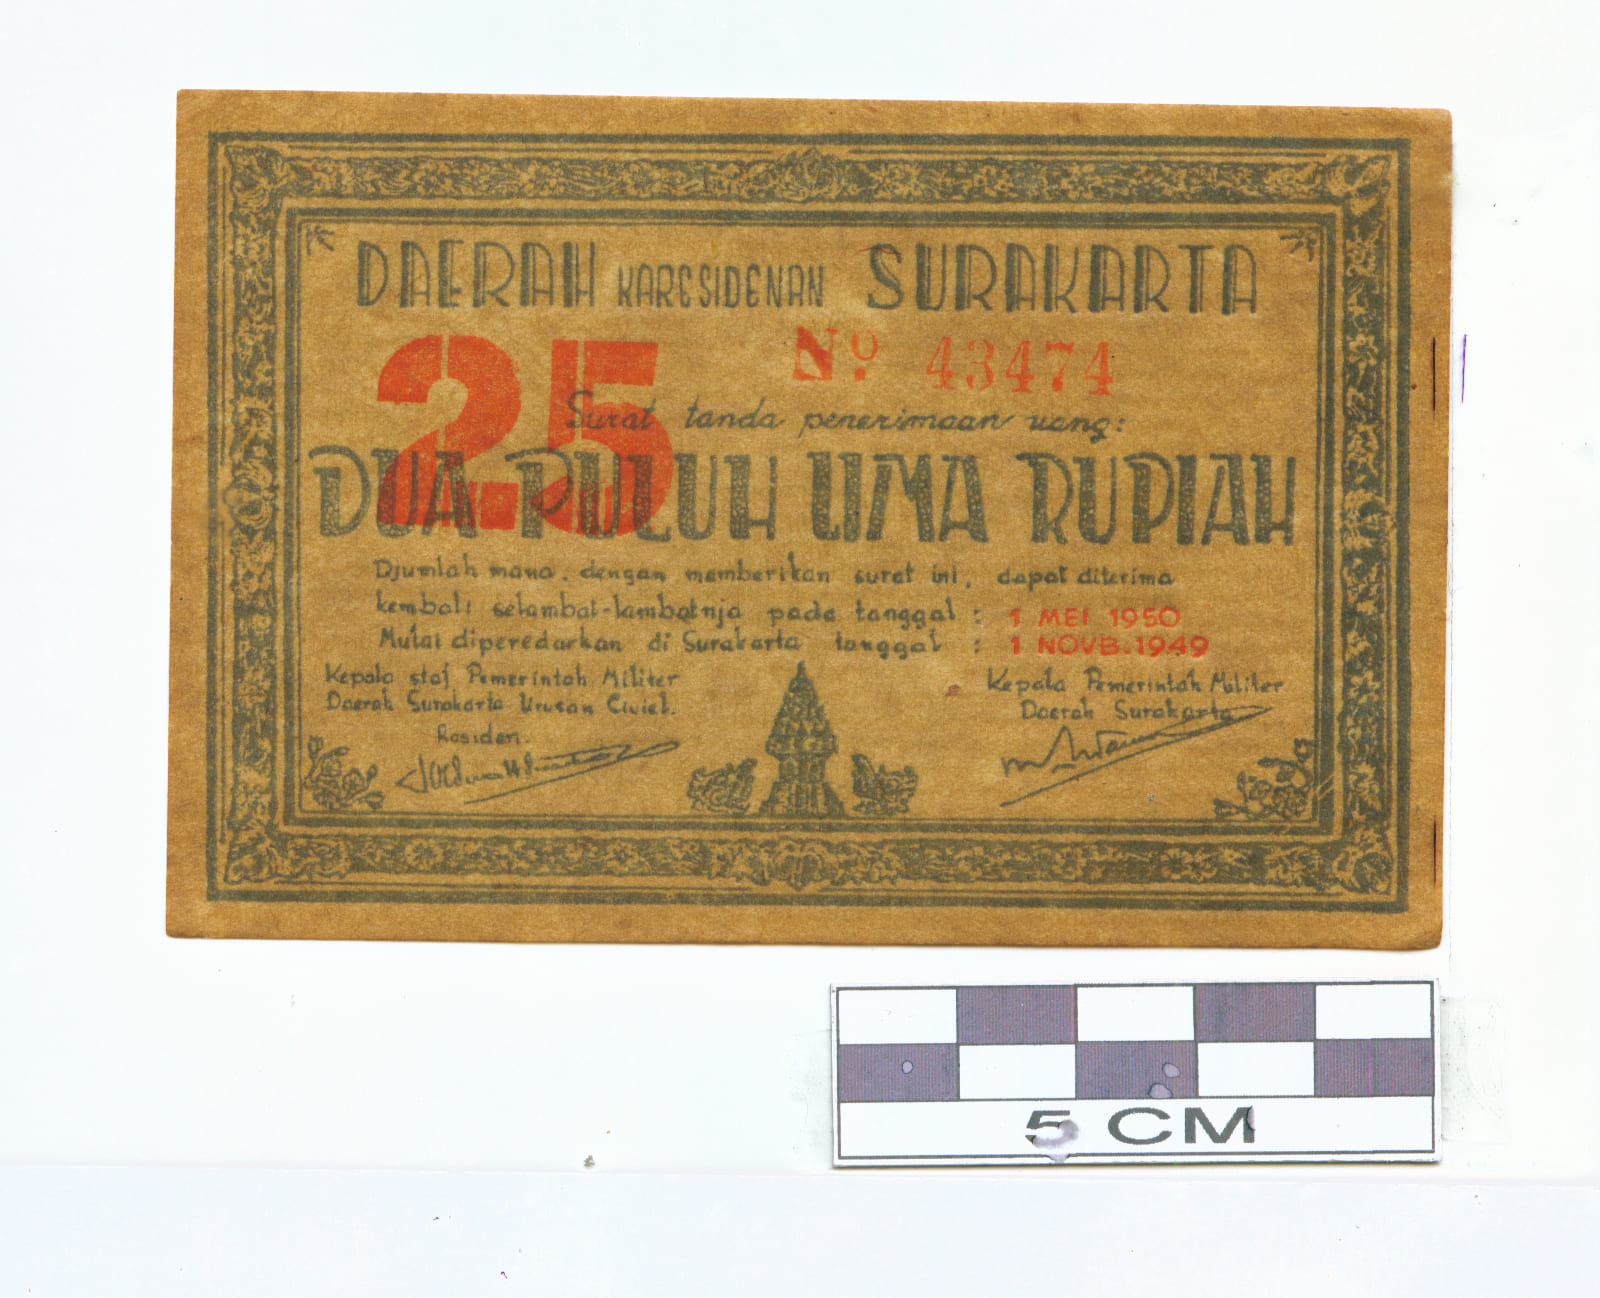 DAERAH KARESIDENAN SURAKARTA
25
No. 43474
Surat tanda penerimaan uang:
DUA PULUH LIMA RUPIAH
Djumlah mana, dengan memberikan surat ini, dapat diterima
kembali selambat-lambatnja pada tanggal : 1 MEI 1950
Mulai diperedarkan di Surakarta tanggal : 1 NOVB. 1949
Kepala staf Pemerintah Militer
Daerah Surakarta Urusan Civiel.
Residen.
Kepala Pemerintah Militer
Daerah Surakarta
5 CM